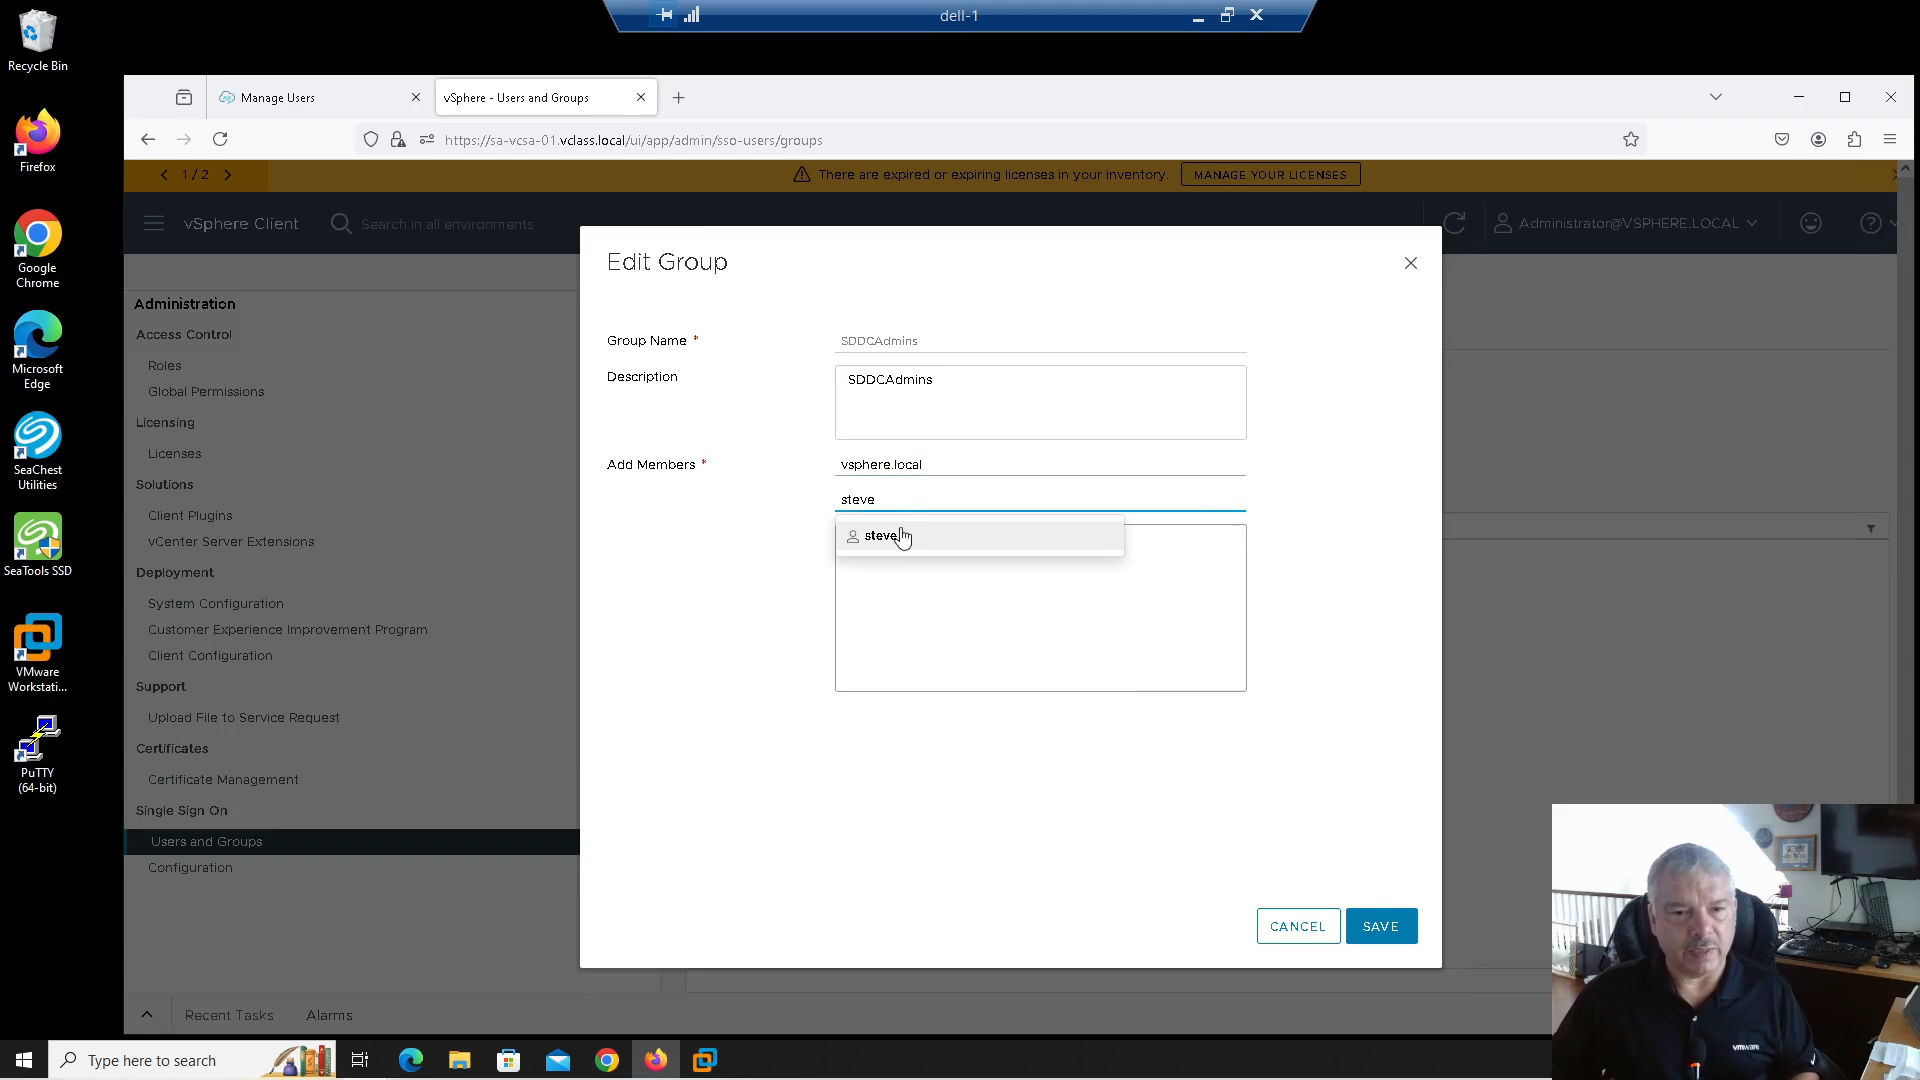 dell-1
Recycle Bin
Firefox
Google
Chrome
Microsoft
Edge
SeaChest
Utilities
SeaTools SSD
VMware
Workstati...
PuTTY
(64-bit)
Manage Users
vSphere - Users and Groups
https://sa-vcsa-01.vclass.local/ui/app/admin/sso-users/groups
1 / 2
There are expired or expiring licenses in your inventory.
MANAGE YOUR LICENSES
vSphere Client
Search in all environments
Administrator@VSPHERE.LOCAL
Administration
Access Control
Roles
Global Permissions
Licensing
Licenses
Solutions
Client Plugins
vCenter Server Extensions
Deployment
System Configuration
Customer Experience Improvement Program
Client Configuration
Support
Upload File to Service Request
Certificates
Certificate Management
Single Sign On
Users and Groups
Configuration
Edit Group
Group Name *
SDDCAdmins
Description
SDDCAdmins
Add Members *
vsphere.local
steve
steve
CANCEL
SAVE
Recent Tasks
Alarms
Type here to search
vmware